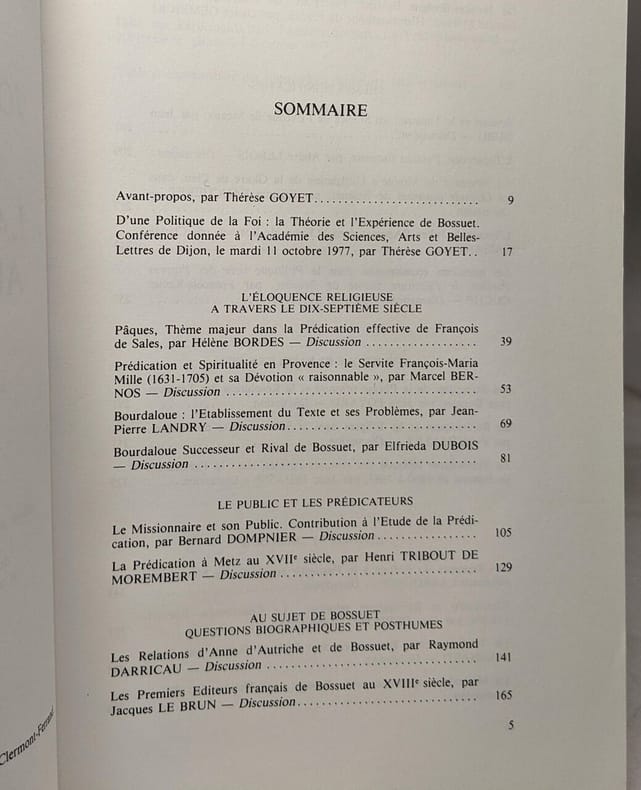 SOMMAIRE
Avant-propos, par Thérèse GOYET........................... 9
D'une Politique de la Foi : la Théorie et l'Expérience de Bossuet.
Conférence donnée à l'Académie des Sciences, Arts et Belles-
Lettres de Dijon, le mardi 11 octobre 1977, par Thérèse GOYET.. 17
L'ÉLOQUENCE RELIGIEUSE
A TRAVERS LE DIX-SEPTIÈME SIÈCLE
Pâques, Thème majeur dans la Prédication effective de François
de Sales, par Hélène BORDES — Discussion ................... 39
Prédication et Spiritualité en Provence : le Servite François-Maria
Mille (1631-1705) et sa Dévotion « raisonnable », par Marcel BER-
NOS — Discussion .......................................... 53
Bourdaloue : l'Etablissement du Texte et ses Problèmes, par Jean-
Pierre LANDRY — Discussion................................ 69
Bourdaloue Successeur et Rival de Bossuet, par Elfrieda DUBOIS
— Discussion ............................................... 81
LE PUBLIC ET LES PRÉDICATEURS
Le Missionnaire et son Public. Contribution à l'Etude de la Prédi-
cation, par Bernard DOMPNIER — Discussion................. 105
La Prédication à Metz au XVIIe siècle, par Henri TRIBOUT DE
MOREMBERT — Discussion ................................. 129
AU SUJET DE BOSSUET
QUESTIONS BIOGRAPHIQUES ET POSTHUMES
Les Relations d'Anne d'Autriche et de Bossuet, par Raymond
DARRICAU — Discussion ................................... 141
Les Premiers Editeurs français de Bossuet au XVIIIe siècle, par
Jacques LE BRUN — Discussion.............................. 165
5
Clermont-Ferrand